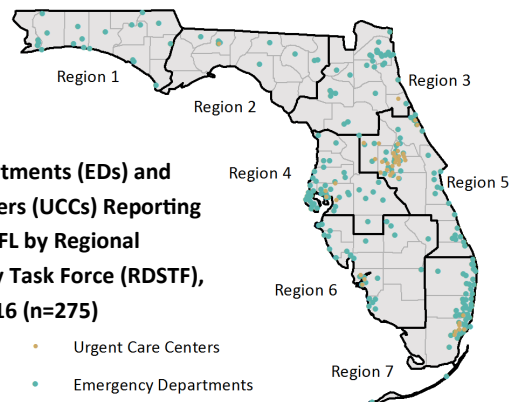 Region 1
Region 2
Region 3
Region 4
Region 5
tments (EDs) and
ers (UCCs) Reporting
FL by Regional
y Task Force (RDSTF),
16 (n=275)
Region 6
Urgent Care Centers
Region 7
Emergency Departments